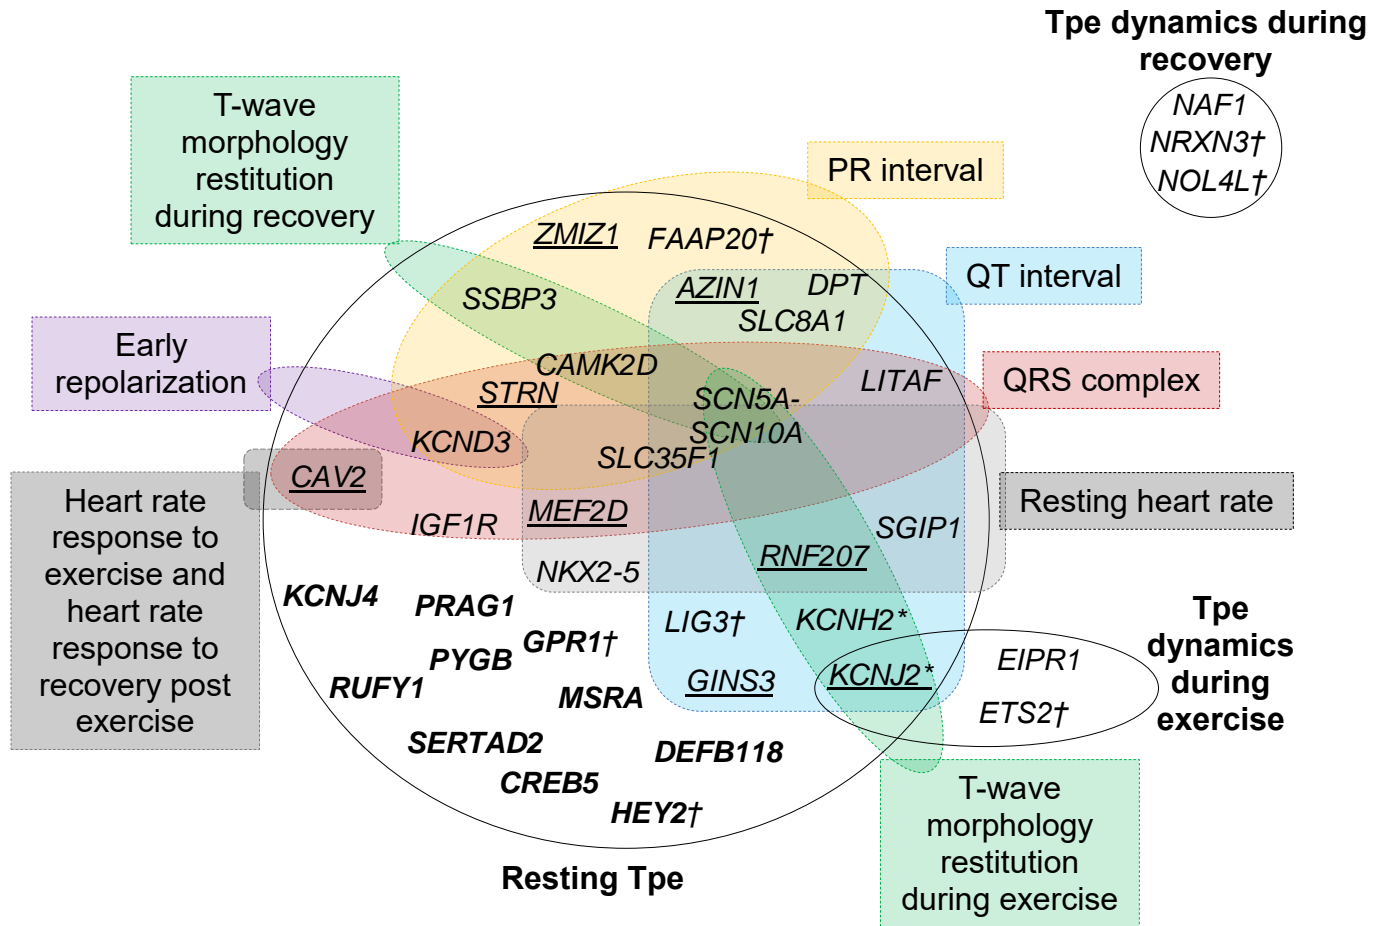 Tpe dynamics during
recovery
NAF1
NRXN3†
NOL4L†
T-wave
morphology
restitution
during recovery
PR interval
ZMIZ1
FAAP20†
QT interval
AZIN1
DPT
SSBP3
SLC8A1
Early
repolarization
CAMK2D
LITAF
QRS complex
STRN
SCN5A-
SCN10A
KCND3
SLC35F1
CAV2
Heart rate
response to
exercise and
heart rate
response to
recovery post
exercise
IGF1R
MEF2D
Resting heart rate
SGIP1
RNF207
NKX2-5
KCNJ4
PRAG1
LIG3†
KCNH2*
Tpe
dynamics
during
exercise
GPR1†
PYGB
EIPR1
RUFY1
MSRA
GINS3
KCNJ2*
ETS2†
SERTAD2
DEFB118
CREB5
HEY2†
T-wave
morphology
restitution
during exercise
Resting Tpe